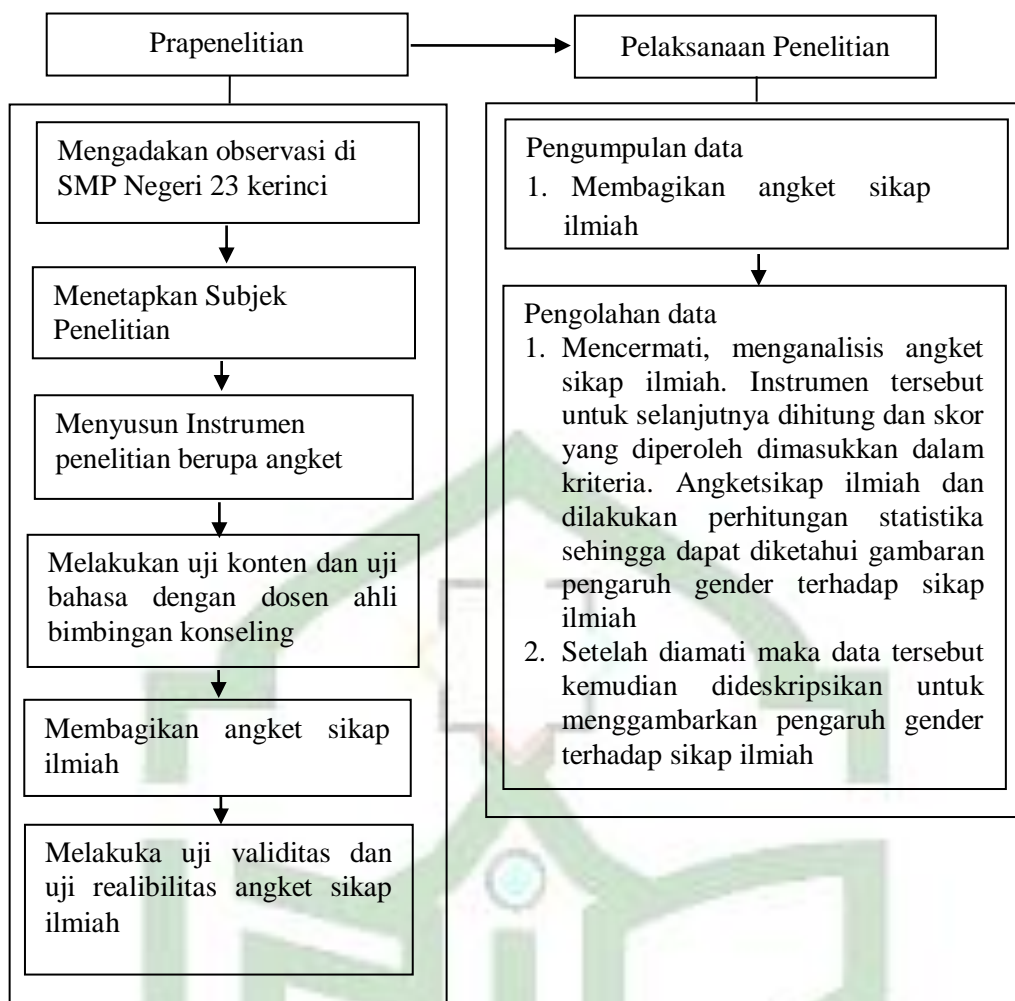 Prapenelitian
Pelaksanaan Penelitian
Mengadakan observasi di
SMP Negeri 23 kerinci
Menetapkan Subjek
Penelitian
Menyusun Instrumen
penelitian berupa angket
Melakukan uji konten dan uji
bahasa dengan dosen ahli
bimbingan konseling
Membagikan angket sikap
ilmiah
Melakuka uji validitas dan
uji realibilitas angket sikap
ilmiah
Pengumpulan data
1. Membagikan angket sikap
ilmiah
Pengolahan data
1. Mencermati, menganalisis angket
sikap ilmiah. Instrumen tersebut
untuk selanjutnya dihitung dan skor
yang diperoleh dimasukkan dalam
kriteria. Angketsikap ilmiah dan
dilakukan perhitungan statistika
sehingga dapat diketahui gambaran
pengaruh gender terhadap sikap
ilmiah
2. Setelah diamati maka data tersebut
kemudian dideskripsikan untuk
menggambarkan pengaruh gender
terhadap sikap ilmiah